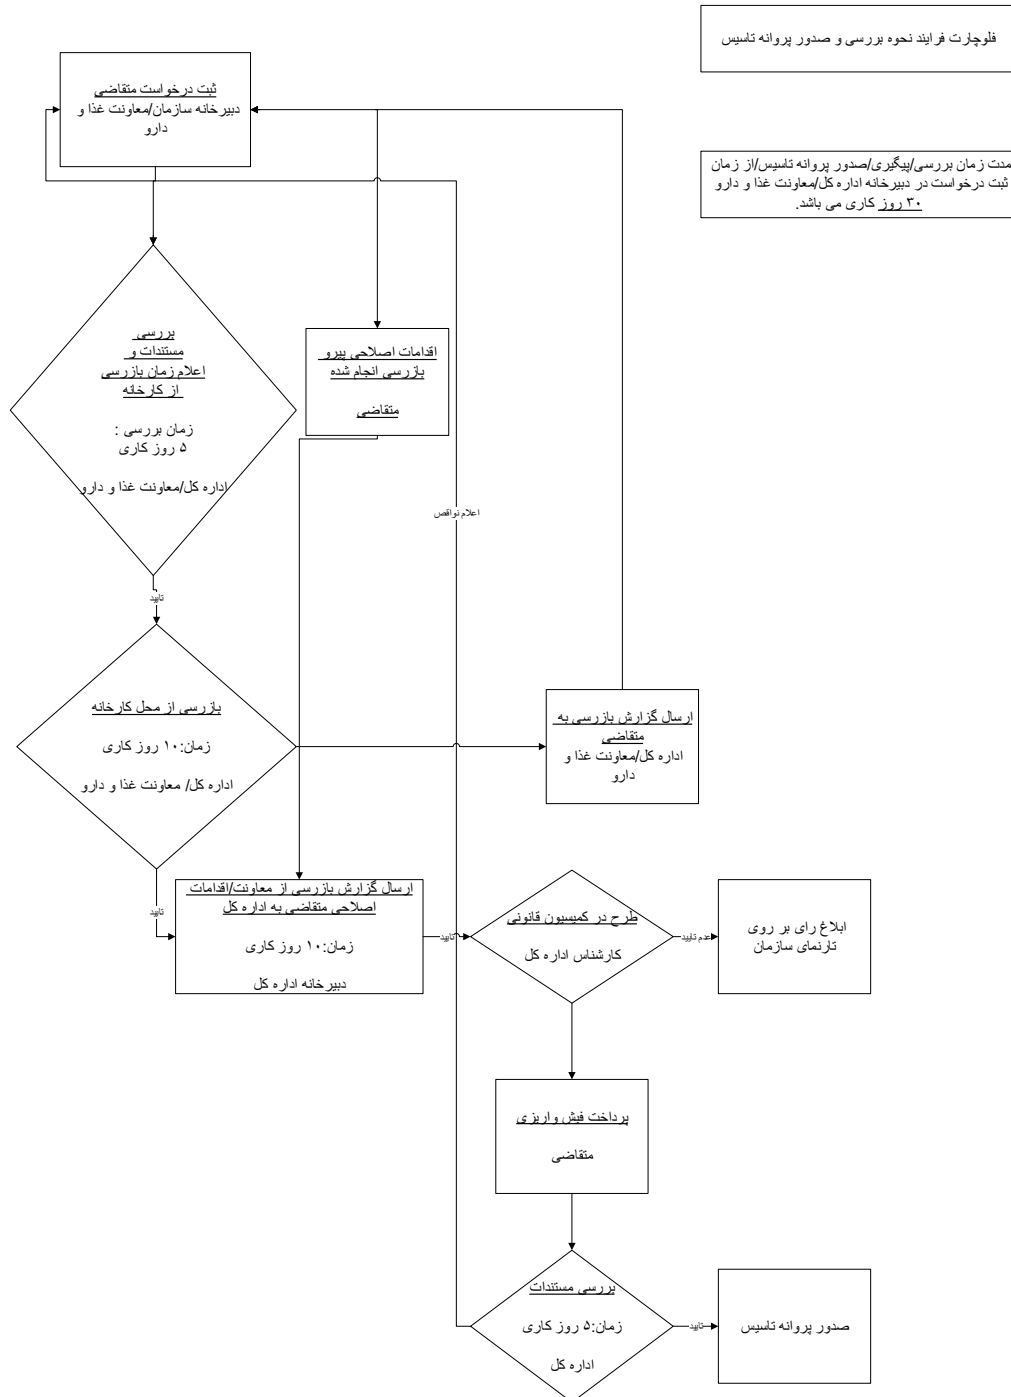 فلوچارت فرایند نحوه بررسی و صدور پروانه تاسیس
مدت زمان بررسی/پیگیری/صدور پروانه تاسیس/از زمان
ثبت درخواست در دبیرخانه اداره کل/معاونت غذا و دارو
۳۰ روز کاری می باشد.
ثبت درخواست متقاضی
دبیرخانه سازمان/معاونت غذا و
دارو
بررسی
مستندات و
اعلام زمان بازرسی
از کارخانه
زمان بررسی :
۵ روز کاری
اداره کل/معاونت غذا و دارو
اقدامات اصلاحی پیرو
بازرسی انجام شده
متقاضی
اعلام نواقص
تایید
بازرسی از محل کارخانه
زمان:۱۰ روز کاری
اداره کل/ معاونت غذا و دارو
ارسال گزارش بازرسی به
متقاضی
اداره کل/معاونت غذا و
دارو
تایید
ارسال گزارش بازرسی از معاونت/اقدامات
اصلاحی متقاضی به اداره کل
زمان:۱۰ روز کاری
دبیرخانه اداره کل
تایید
طرح در کمیسیون قانونی
کارشناس اداره کل
عدم تایید
ابلاغ رای بر روی
تارنمای سازمان
پرداخت فیش واریزی
متقاضی
بررسی مستندات
زمان:۵ روز کاری
اداره کل
تایید
صدور پروانه تاسیس